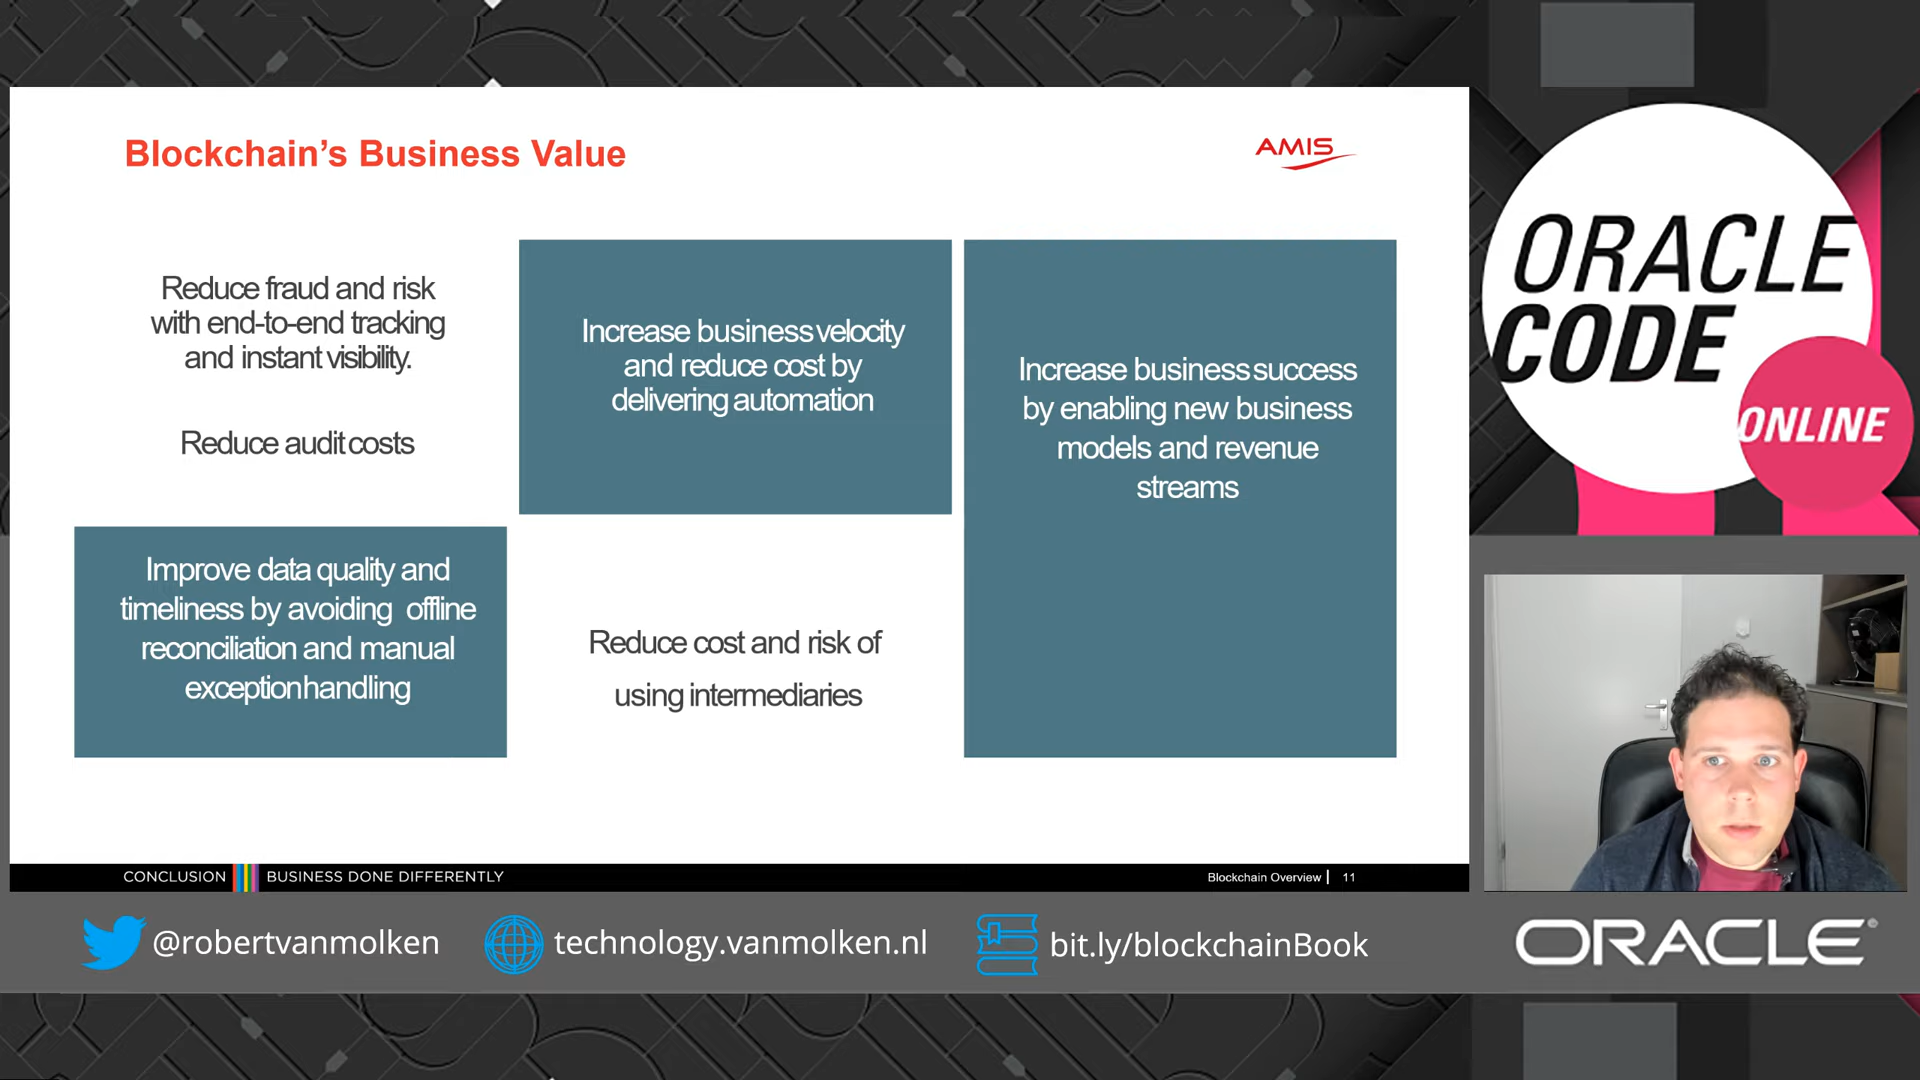 Blockchain's Business Value
AMIS
Reduce fraud and risk
with end-to-end tracking
and instant visibility.
Reduce audit costs
Increase business velocity
and reduce cost by
delivering automation
Increase business success
by enabling new business
models and revenue
streams
Improve data quality and
timeliness by avoiding offline
reconciliation and manual
exception handling
Reduce cost and risk of
using intermediaries
CONCLUSION BUSINESS DONE DIFFERENTLY
Blockchain Overview | 11
ORACLE
CODE
ONLINE
@robertvanmolken
technology.vanmolken.nl
bit.ly/blockchainBook
ORACLE®